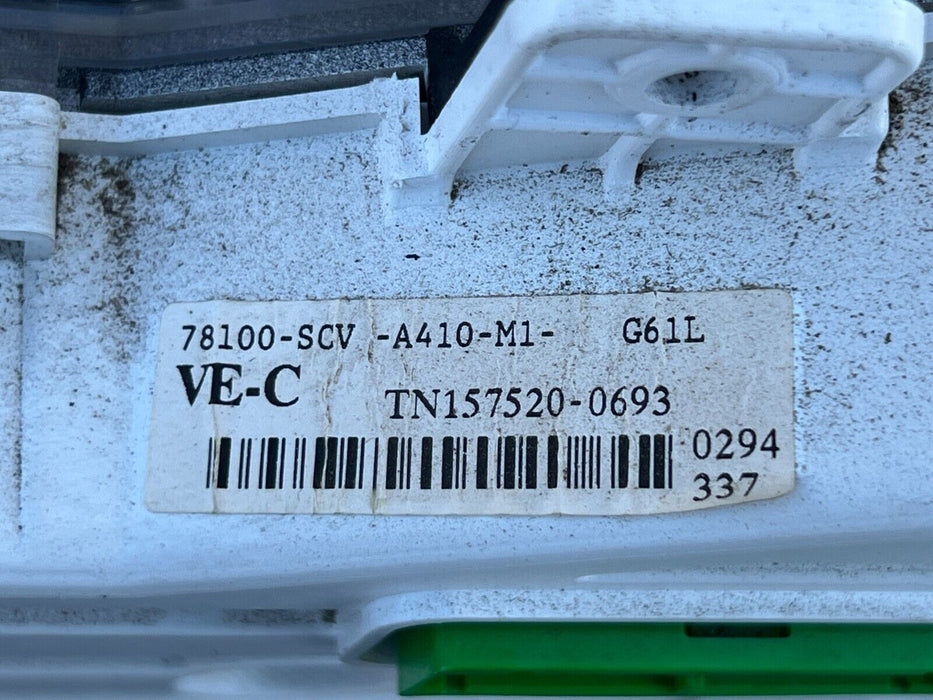 78100-SCV -A410-M1- G61L
VE-C TN157520-0693
0294
337